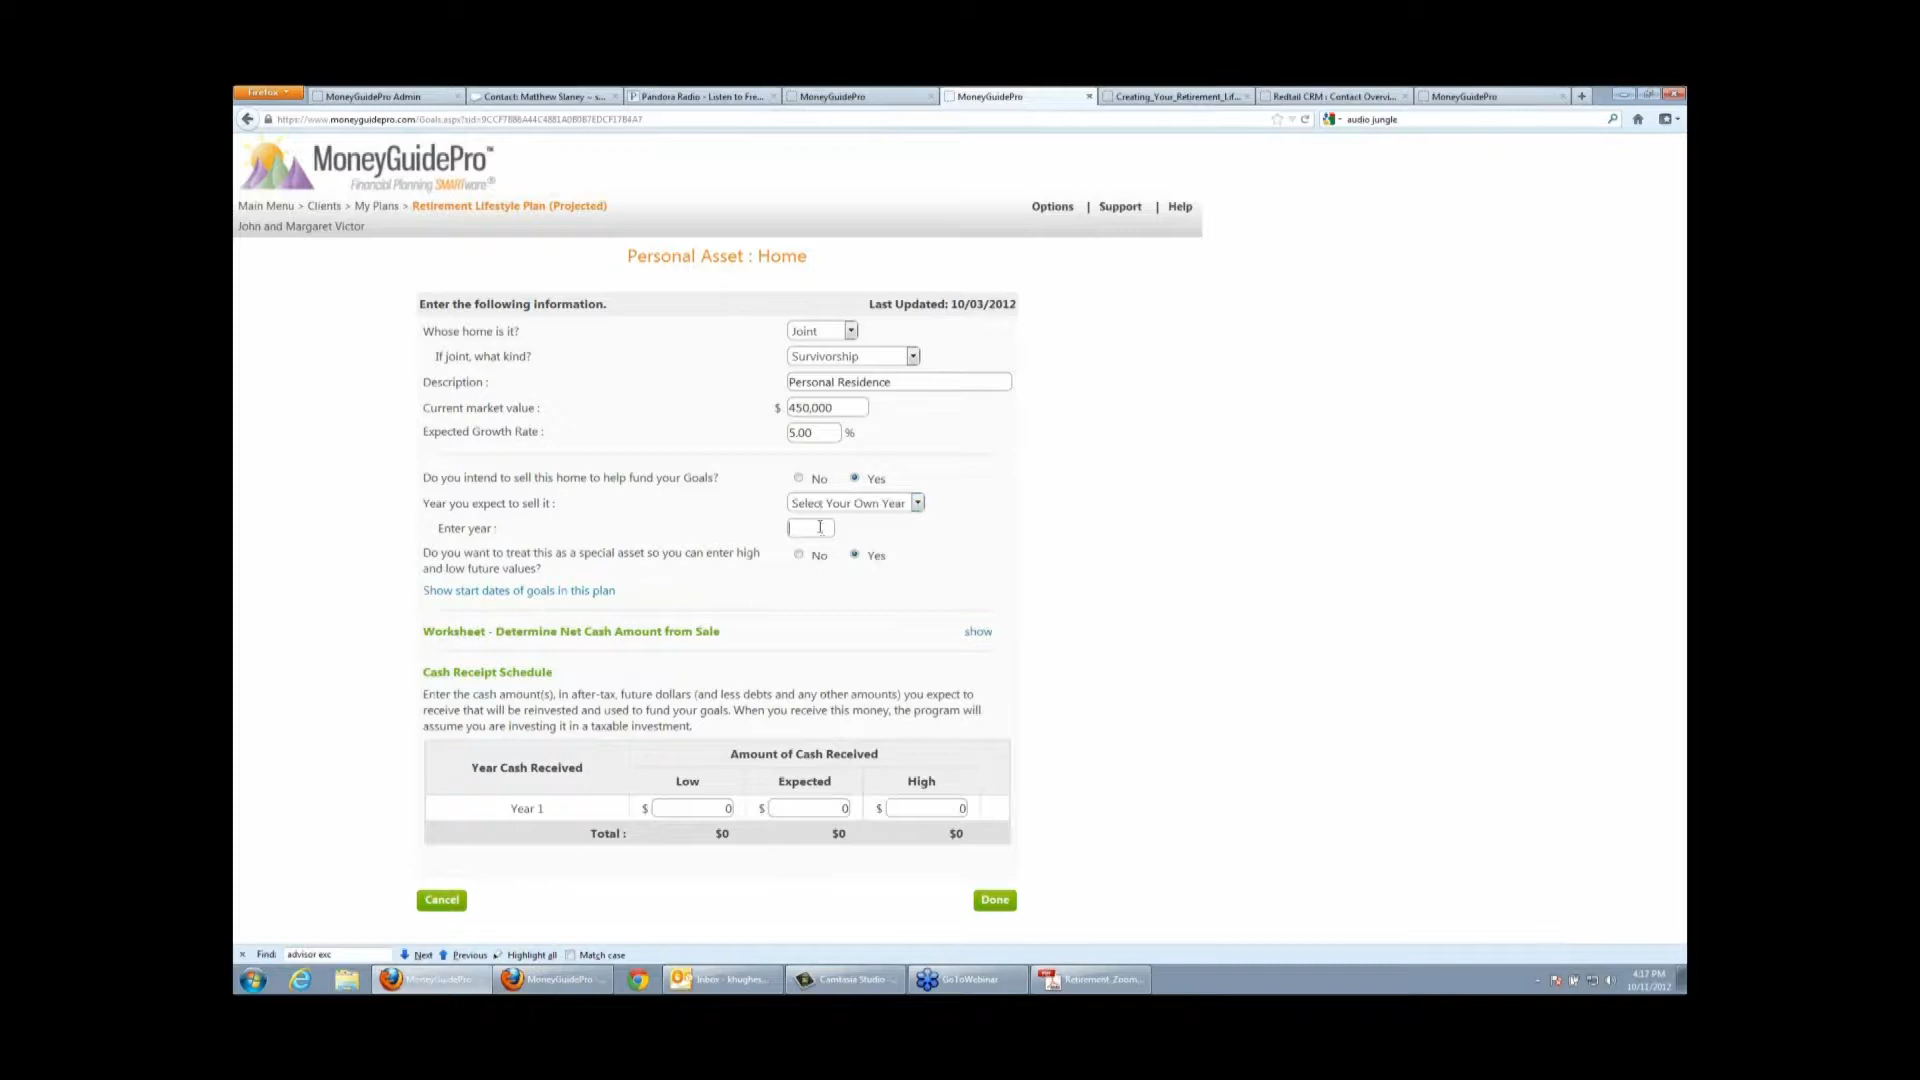 Firefox
MoneyGuidePro Admin
Contact: Matthew Slaney ~ s...
Pandora Radio - Listen to Fre...
MoneyGuidePro
MoneyGuidePro
Creating_Your_Retirement_Lif...
Redtail CRM : Contact Overvi...
MoneyGuidePro
audio jungle
MoneyGuidePro™
Financial Planning SMARTware®
Main Menu > Clients > My Plans > Retirement Lifestyle Plan (Projected)
Options | Support | Help
John and Margaret Victor
Personal Asset : Home
Enter the following information. Last Updated: 10/03/2012
Whose home is it? Joint
If joint, what kind? Survivorship
Description : Personal Residence
Current market value : $ 450,000
Expected Growth Rate : 5.00 %
Do you intend to sell this home to help fund your Goals? No Yes
Year you expect to sell it : Select Your Own Year
Enter year :
Do you want to treat this as a special asset so you can enter high No Yes
and low future values?
Show start dates of goals in this plan
Worksheet - Determine Net Cash Amount from Sale show
Cash Receipt Schedule
Enter the cash amount(s), in after-tax, future dollars (and less debts and any other amounts) you expect to
receive that will be reinvested and used to fund your goals. When you receive this money, the program will
assume you are investing it in a taxable investment.
Amount of Cash Received
Year Cash Received
Low Expected High
Year 1 $ 0 $ 0 $ 0
Total : $0 $0 $0
Cancel Done
x Find: advisor exc Next Previous Highlight all Match case
MoneyGuidePro...
MoneyGuidePro -...
Inbox - khughes...
Camtasia Studio -...
GoToWebinar
Retirement_Zoom...
4:17 PM
10/11/2012